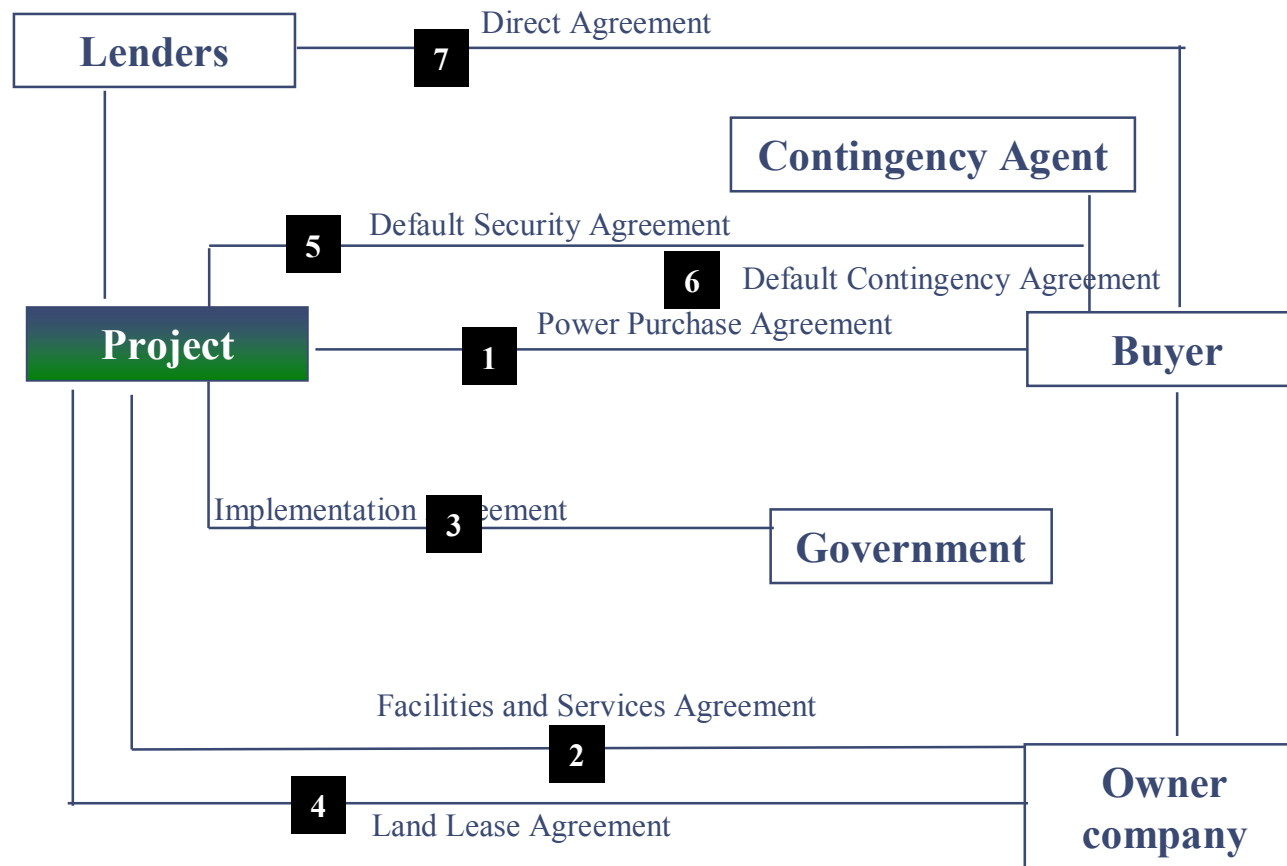 Direct Agreement
Lenders
7
Contingency Agent
Default Security Agreement
5
6
Default Contingency Agreement
Power Purchase Agreement
Project
1
Buyer
Implementation eement
3
Government
Facilities and Services Agreement
2
Owner
company
4
Land Lease Agreement